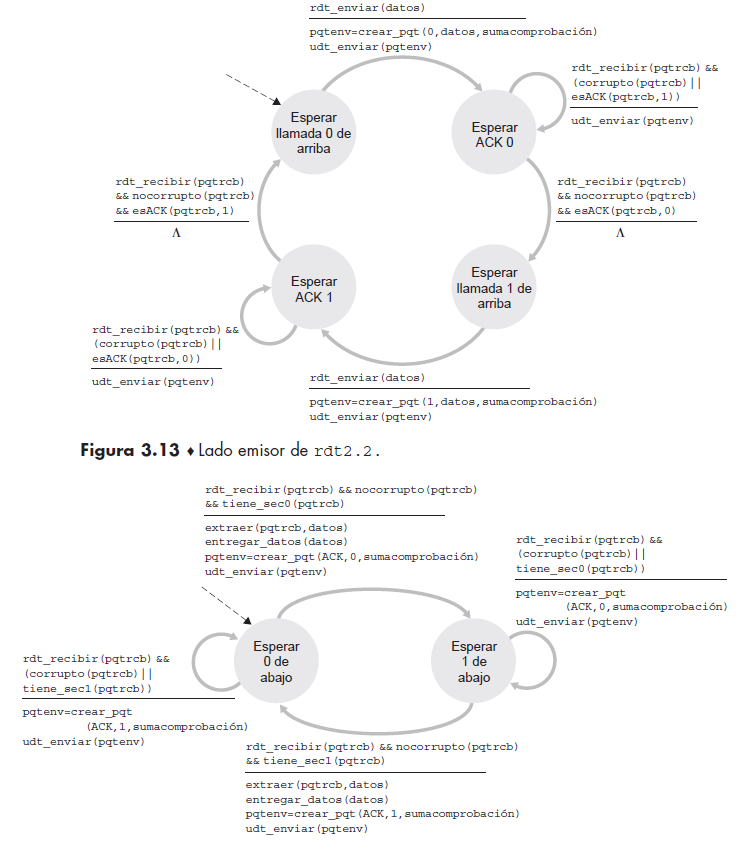 rdt_enviar(datos)
pqtenv=crear_pqt(0,datos,sumacomprobación)
udt_enviar(pqtenv)
rdt_recibir(pqtrcb) &&
(corrupto(pqtrcb)||
esACK(pqtrcb,1))
udt_enviar(pqtenv)
Esperar
llamada 0 de
arriba
Esperar
ACK 0
rdt_recibir(pqtrcb)
&& nocorrupto(pqtrcb)
&& esACK(pqtrcb,1)
Λ
rdt_recibir(pqtrcb)
&& nocorrupto(pqtrcb)
&& esACK(pqtrcb,0)
Λ
Esperar
ACK 1
Esperar
llamada 1 de
arriba
rdt_recibir(pqtrcb) &&
(corrupto(pqtrcb)||
esACK(pqtrcb,0))
udt_enviar(pqtenv)
rdt_enviar(datos)
pqtenv=crear_pqt(1,datos,sumacomprobación)
udt_enviar(pqtenv)
Figura 3.13 ♦ Lado emisor de rdt2.2.
rdt_recibir(pqtrcb) && nocorrupto(pqtrcb)
&& tiene_sec0(pqtrcb)
extraer(pqtrcb,datos)
entregar_datos(datos)
pqtenv=crear_pqt(ACK,0,sumacomprobación)
udt_enviar(pqtenv)
rdt_recibir(pqtrcb) &&
(corrupto(pqtrcb)||
tiene_sec0(pqtrcb))
pqtenv=crear_pqt
(ACK,0,sumacomprobación)
udt_enviar(pqtenv)
Esperar
0 de
abajo
Esperar
1 de
abajo
rdt_recibir(pqtrcb) &&
(corrupto(pqtrcb)||
tiene_sec1(pqtrcb))
pqtenv=crear_pqt
(ACK,1,sumacomprobación)
udt_enviar(pqtenv)
rdt_recibir(pqtrcb) && nocorrupto(pqtrcb)
&& tiene_sec1(pqtrcb)
extraer(pqtrcb,datos)
entregar_datos(datos)
pqtenv=crear_pqt(ACK,1,sumacomprobación)
udt_enviar(pqtenv)